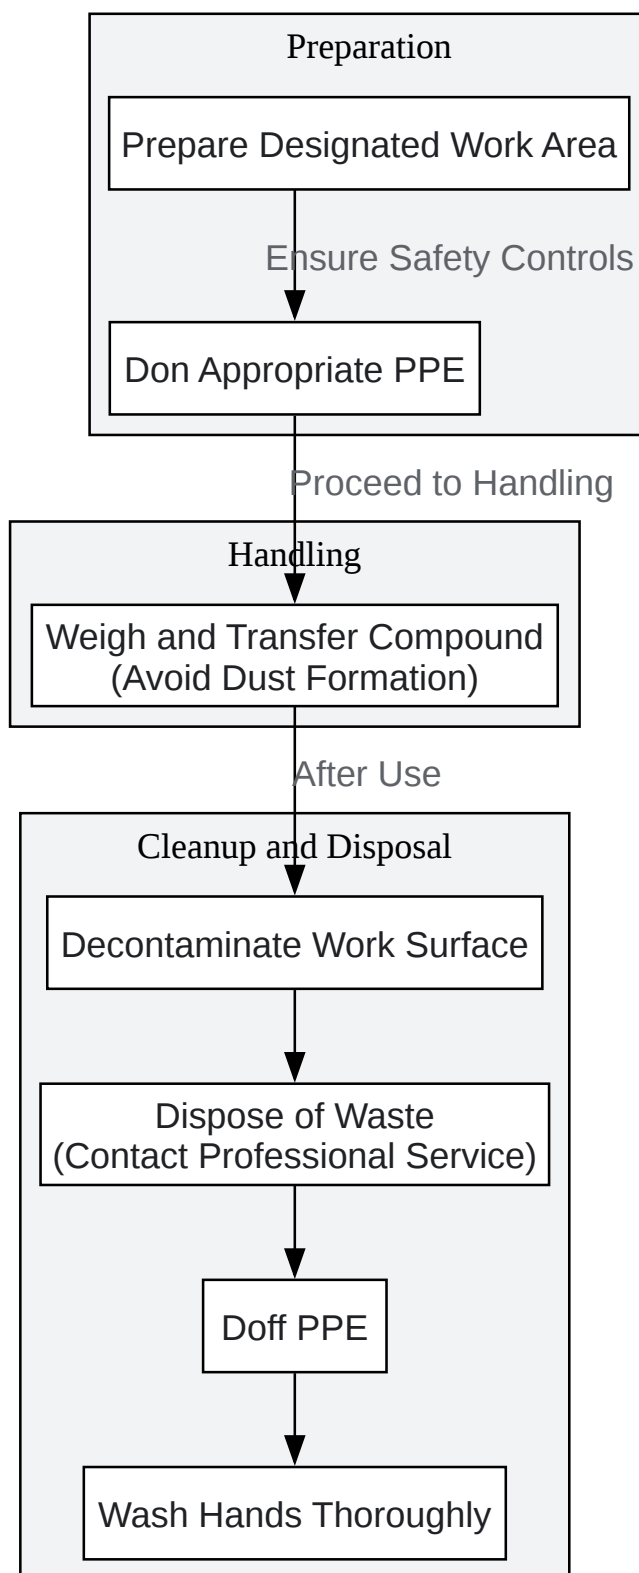 Preparation
Prepare Designated Work Area
Ensure Safety Controls
Don Appropriate PPE
Proceed to Handling
Handling
Weigh and Transfer Compound
(Avoid Dust Formation)
After Use
Cleanup and Disposal
Decontaminate Work Surface
Dispose of Waste
(Contact Professional Service)
Doff PPE
Wash Hands Thoroughly